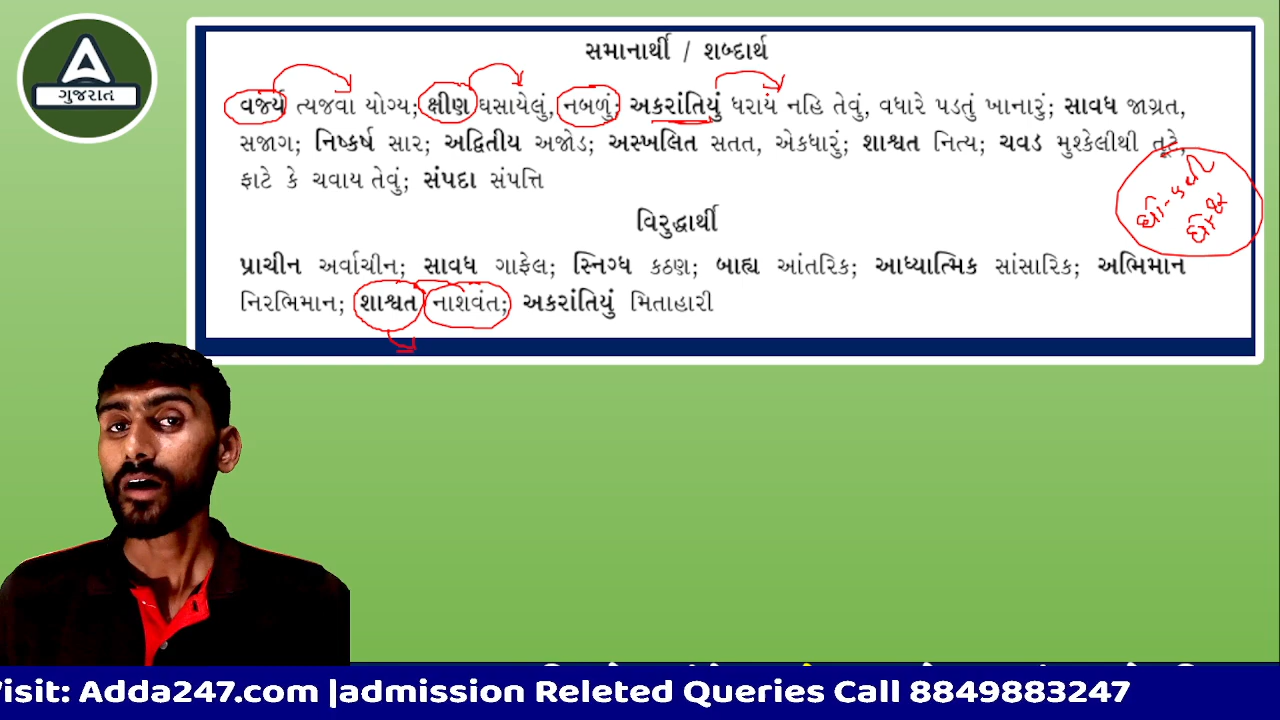 A
ગુજરાત
સમાનાર્થી / શબ્દાર્થ
વજર્ય ત્યજવા યોગ્ય; ક્ષીણ ઘસાયેલું, નબળું; અકરાંતિયું ધરાય નહિ તેવું, વધારે પડતું ખાનારું; સાવધ જાગ્રત,
સજાગ; નિષ્કર્ષ સાર; અદ્વિતીય અજોડ; અસ્ખલિત સતત, એકધારું; શાશ્વત નિત્ય; ચવડ મુશ્કેલીથી તૂટે,
ફાટે કે ચવાય તેવું; સંપદા સંપત્તિ
વિરુદ્ધાર્થી
પ્રાચીન અર્વાચીન; સાવધ ગાફેલ; સ્નિગ્ધ કઠણ; બાહ્ય આંતરિક; આધ્યાત્મિક સાંસારિક; અભિમાન
નિરભિમાન; શાશ્વત નાશવંત; અકરાંતિયું મિતાહારી
isit: Adda247.com |admission Releted Queries Call 8849883247